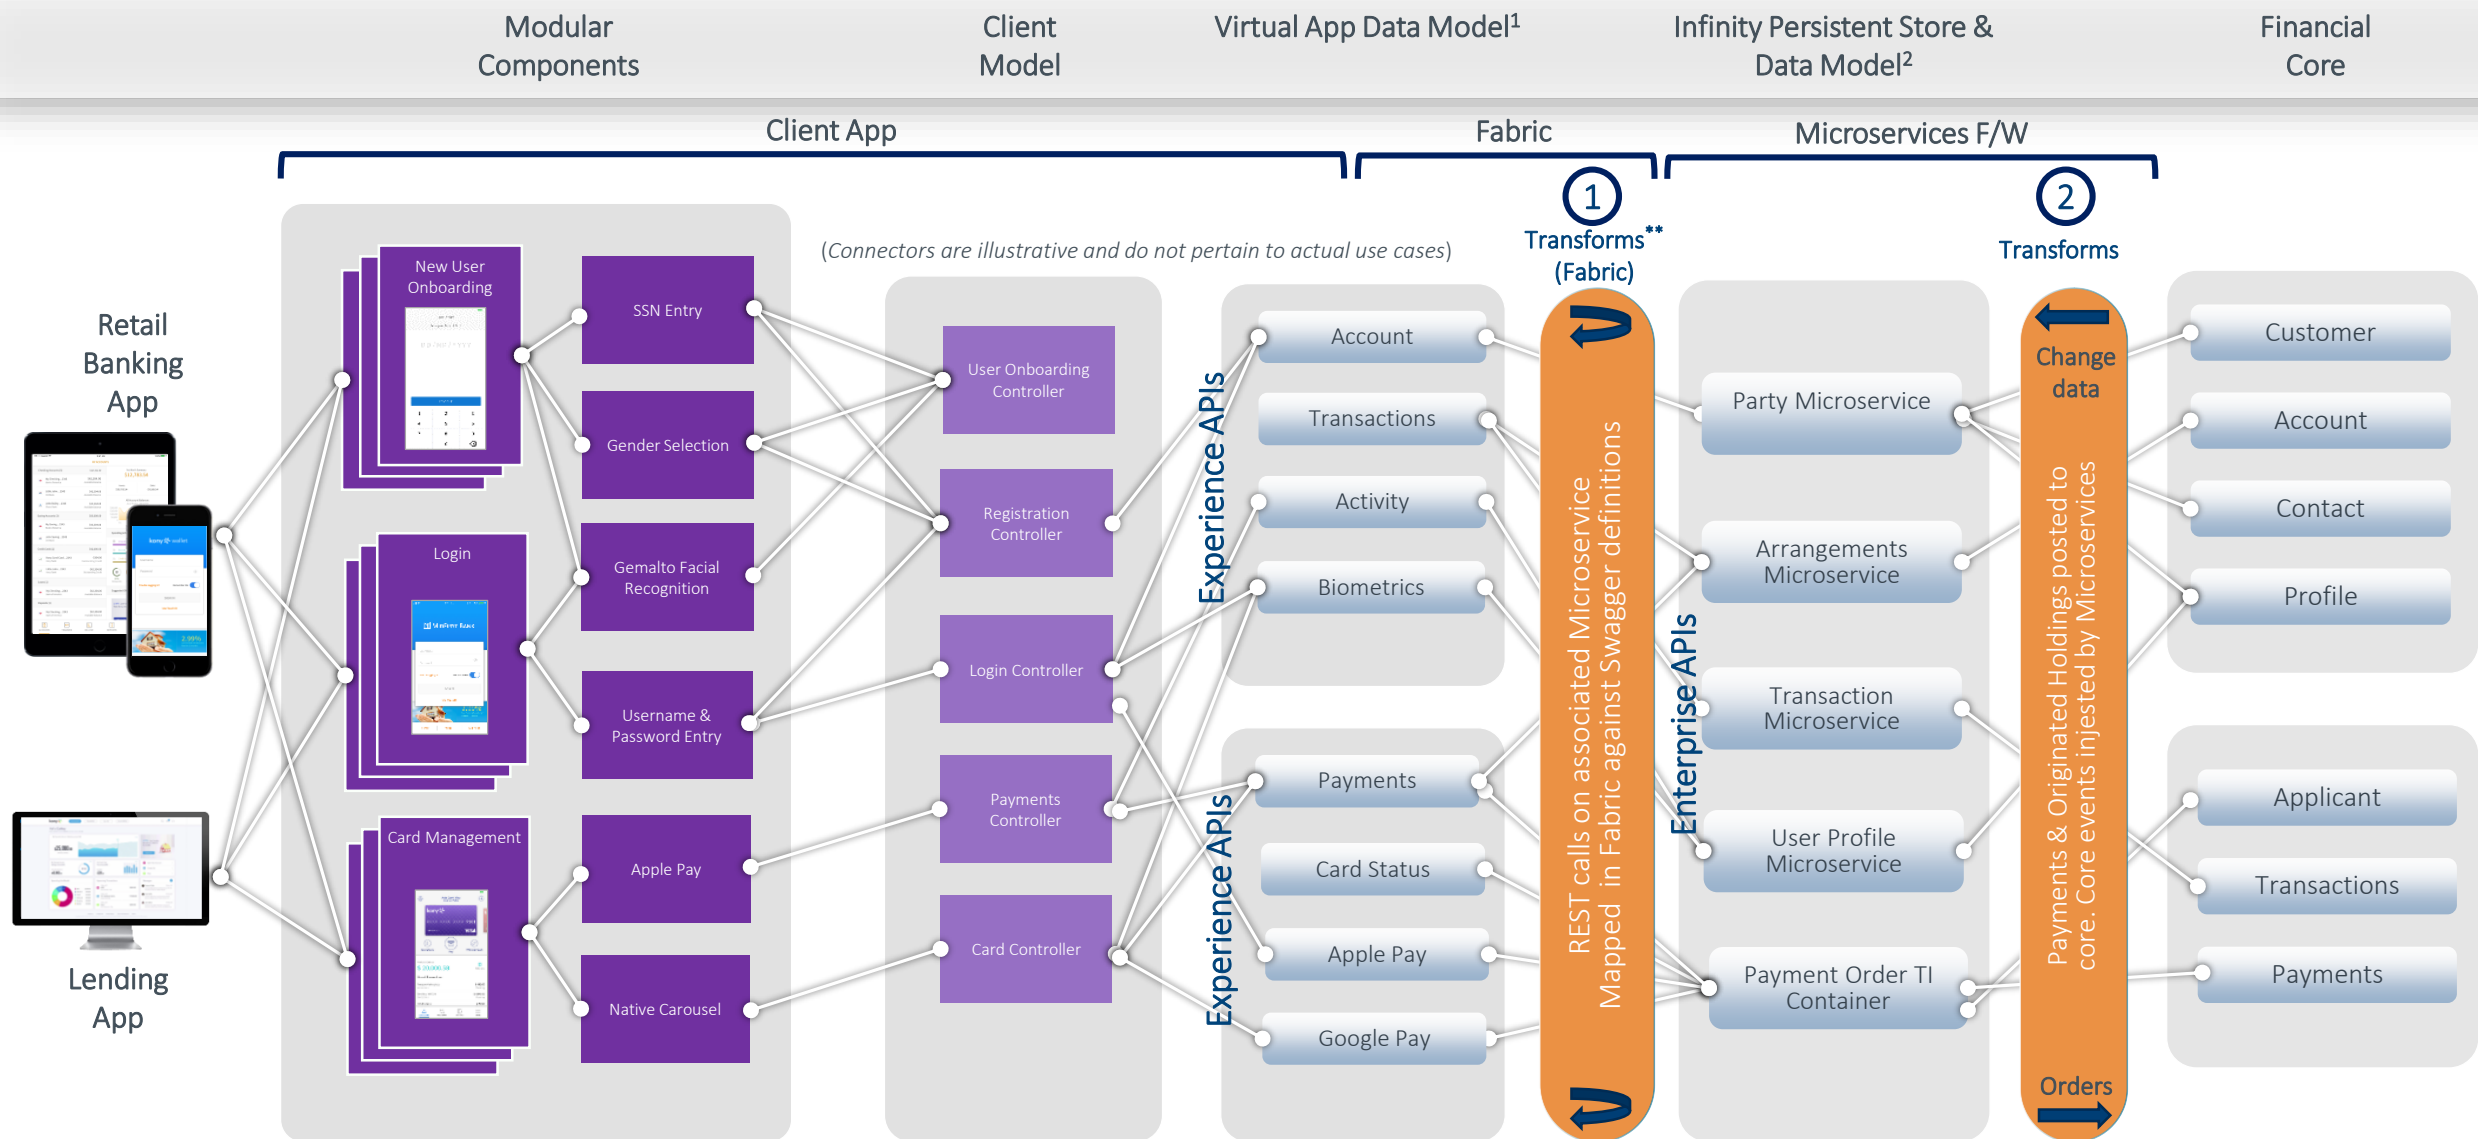 Modular
Components
Client
Model
Virtual App Data Model¹
Infinity Persistent Store &
Data Model²
Financial
Core
Client App
Fabric
Microservices F/W
1
Transforms**
(Fabric)
2
Transforms
(Connectors are illustrative and do not pertain to actual use cases)
Retail
Banking
App
Lending
App
New User
Onboarding
Login
Card Management
SSN Entry
Gender Selection
Gemalto Facial
Recognition
Username &
Password Entry
Apple Pay
Native Carousel
User Onboarding
Controller
Registration
Controller
Login Controller
Payments
Controller
Card Controller
Experience APIs
Account
Transactions
Activity
Biometrics
Experience APIs
Payments
Card Status
Apple Pay
Google Pay
REST calls on associated Microservice
Mapped in Fabric against Swagger definitions
Enterprise APIs
Party Microservice
Arrangements
Microservice
Transaction
Microservice
User Profile
Microservice
Payment Order TI
Container
Change
data
Payments & Originated Holdings posted to
core. Core events injested by Microservices
Orders
Customer
Account
Contact
Profile
Applicant
Transactions
Payments